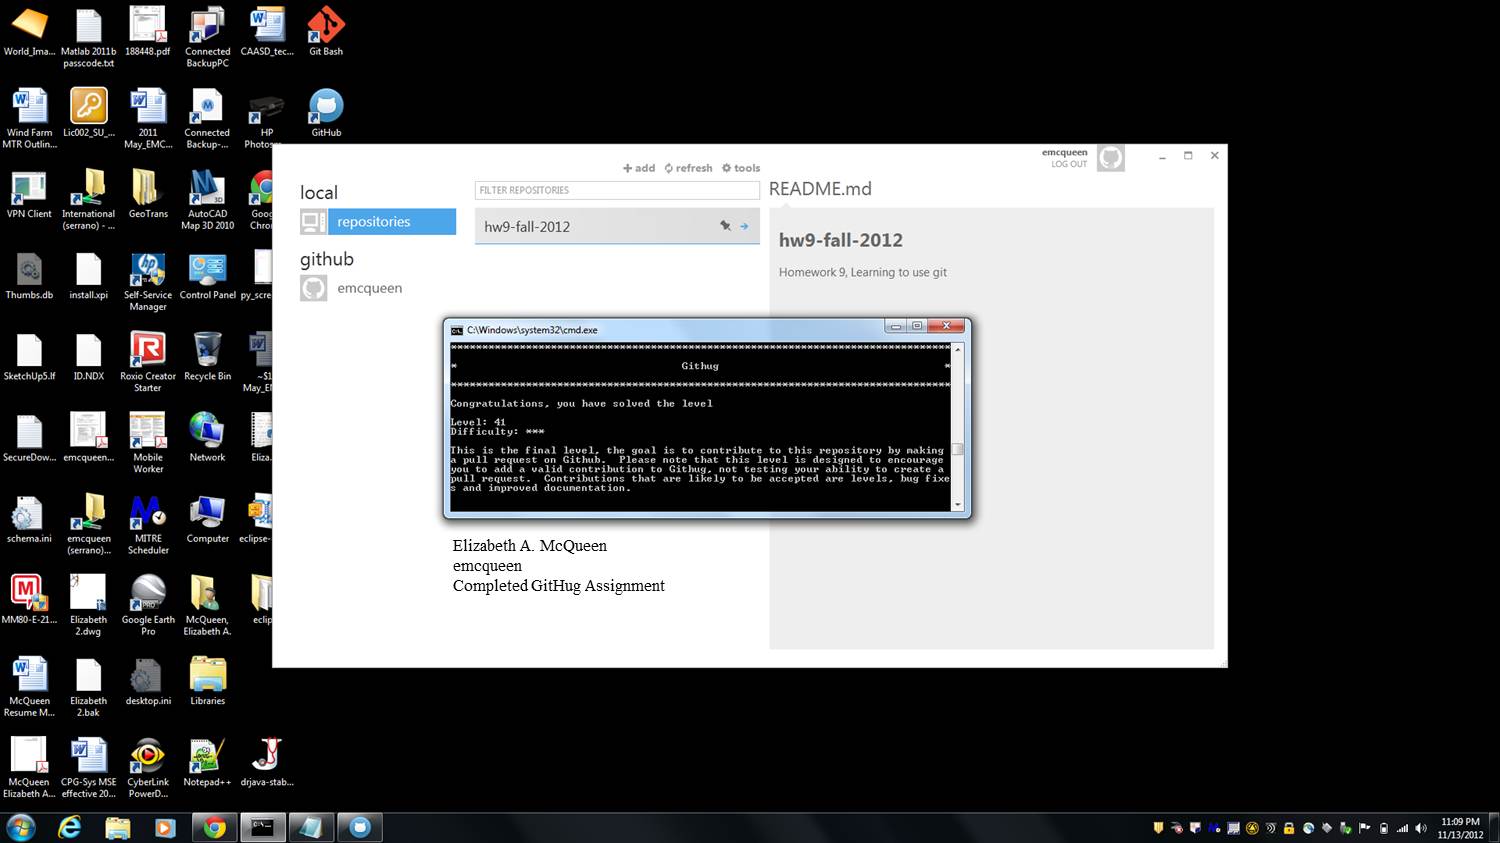 World_Ima...
Matlab 2011b
passcode.txt
188448.pdf
Connected
BackupPC
CAASD_tec...
Git Bash
Wind Farm
MTR Outlin...
Lic002_SU_...
2011
May_EMC...
Connected
Backup-...
HP
Photosm
GitHub
VPN Client
International
(serrano) - ...
GeoTrans
AutoCAD
Map 3D 2010
Goog
Chron
Thumbs.db
install.xpi
Self-Service
Manager
Control Panel
py_scre
SketchUp5.lf
ID.NDX
Roxio Creator
Starter
Recycle Bin
~$1
May_EM
SecureDow...
emcqueen...
Mobile
Worker
Network
Eliza
schema.ini
emcqueen
(serrano)...
MITRE
Scheduler
Computer
eclipse-
MM80-E-21...
Elizabeth
2.dwg
Google Earth
Pro
McQueen,
Elizabeth A.
eclip
McQueen
Resume M...
Elizabeth
2.bak
desktop.ini
Libraries
McQueen
Elizabeth A...
CPG-Sys MSE
effective 20...
CyberLink
PowerD...
Notepad++
drjava-stab...
emcqueen
LOG OUT
add refresh tools
local
repositories
github
emcqueen
FILTER REPOSITORIES
hw9-fall-2012
README.md
hw9-fall-2012
Homework 9, Learning to use git
C:\Windows\system32\cmd.exe
********************************************************************************
* Githug *
********************************************************************************
Congratulations, you have solved the level
Level: 41
Difficulty: ***
This is the final level, the goal is to contribute to this repository by making
a pull request on Github.  Please note that this level is designed to encourage
you to add a valid contribution to Githug, not testing your ability to create a
pull request.  Contributions that are likely to be accepted are levels, bug fixe
s and improved documentation.
Elizabeth A. McQueen
emcqueen
Completed GitHug Assignment
11:09 PM
11/13/2012